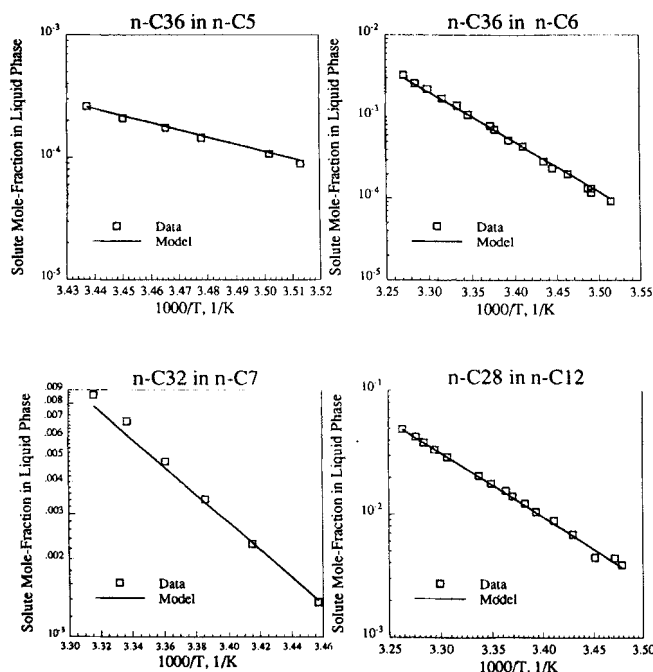 n-C36 in n-C5
Solute Mole-Fraction in Liquid Phase
10-3
10-4
10-5
Data
Model
3.43 3.44 3.45 3.46 3.47 3.48 3.49 3.50 3.51 3.52
1000/T, 1/K
n-C36 in n-C6
Solute Mole-Fraction in Liquid Phase
10-2
10-3
10-4
10-5
Data
Model
3.25 3.30 3.35 3.40 3.45 3.50 3.55
1000/T, 1/K
n-C32 in n-C7
Solute Mole-Fraction in Liquid Phase
.009
.008
.007
.006
.005
.004
.003
.002
Data
Model
3.30 3.32 3.34 3.36 3.38 3.40 3.42 3.44 3.46
1000/T, 1/K
n-C28 in n-C12
Solute Mole-Fraction in Liquid Phase
10-1
10-2
10-3
Data
Model
3.25 3.30 3.35 3.40 3.45 3.50
1000/T, 1/K